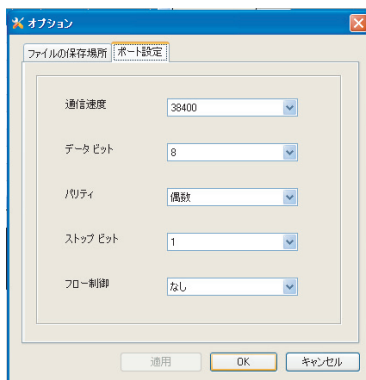 オプション
ファイルの保存場所 ポート設定
通信速度 38400
データ ビット 8
パリティ 偶数
ストップ ビット 1
フロー制御 なし
適用 OK キャンセル